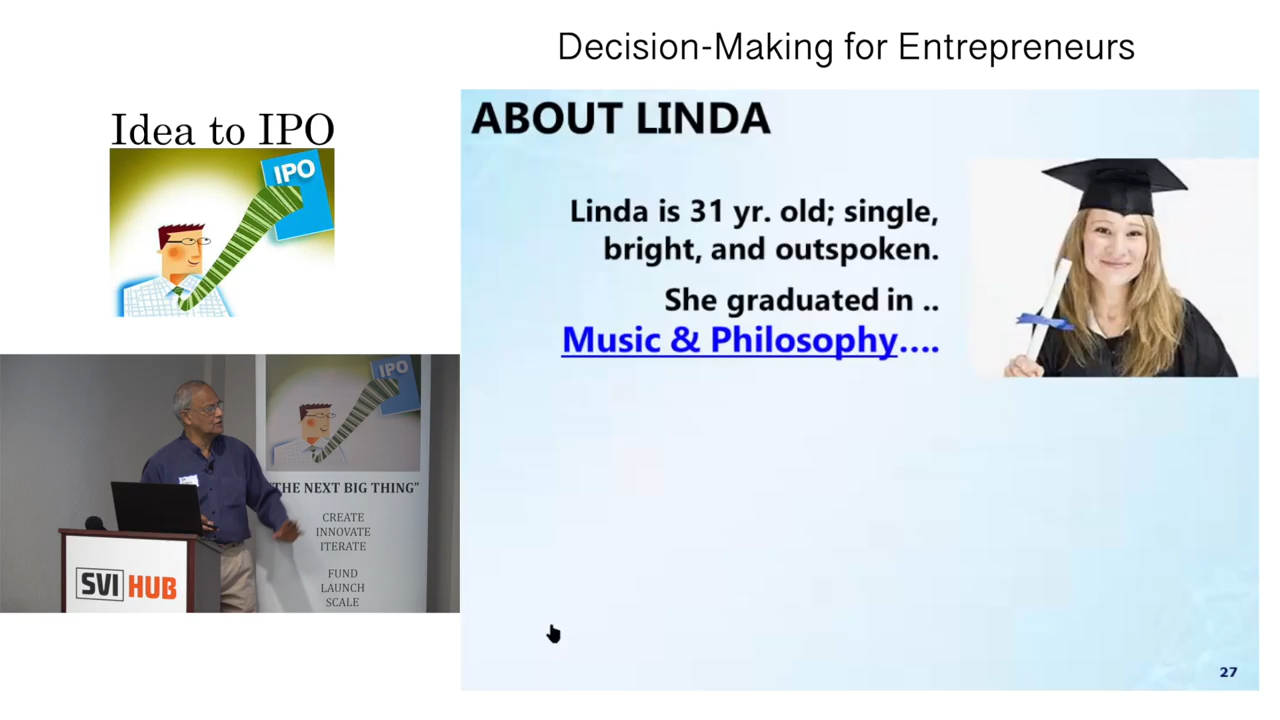 Decision-Making for Entrepreneurs
Idea to IPO
IPO
ABOUT LINDA
Linda is 31 yr. old; single,
bright, and outspoken.
She graduated in ..
Music & Philosophy....
IPO
THE NEXT BIG THING"
CREATE
INNOVATE
ITERATE
FUND
LAUNCH
SCALE
SVI HUB
27